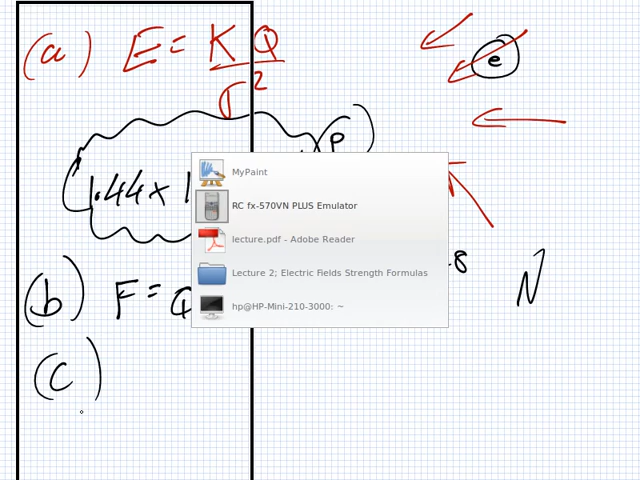 (a) E = KQ
r2
e
P
1.44 x 1
MyPaint
RC fx-570VN PLUS Emulator
lecture.pdf - Adobe Reader
Lecture 2; Electric Fields Strength Formulas
hp@HP-Mini-210-3000: ~
(b) F = Q
.8 N
(c)